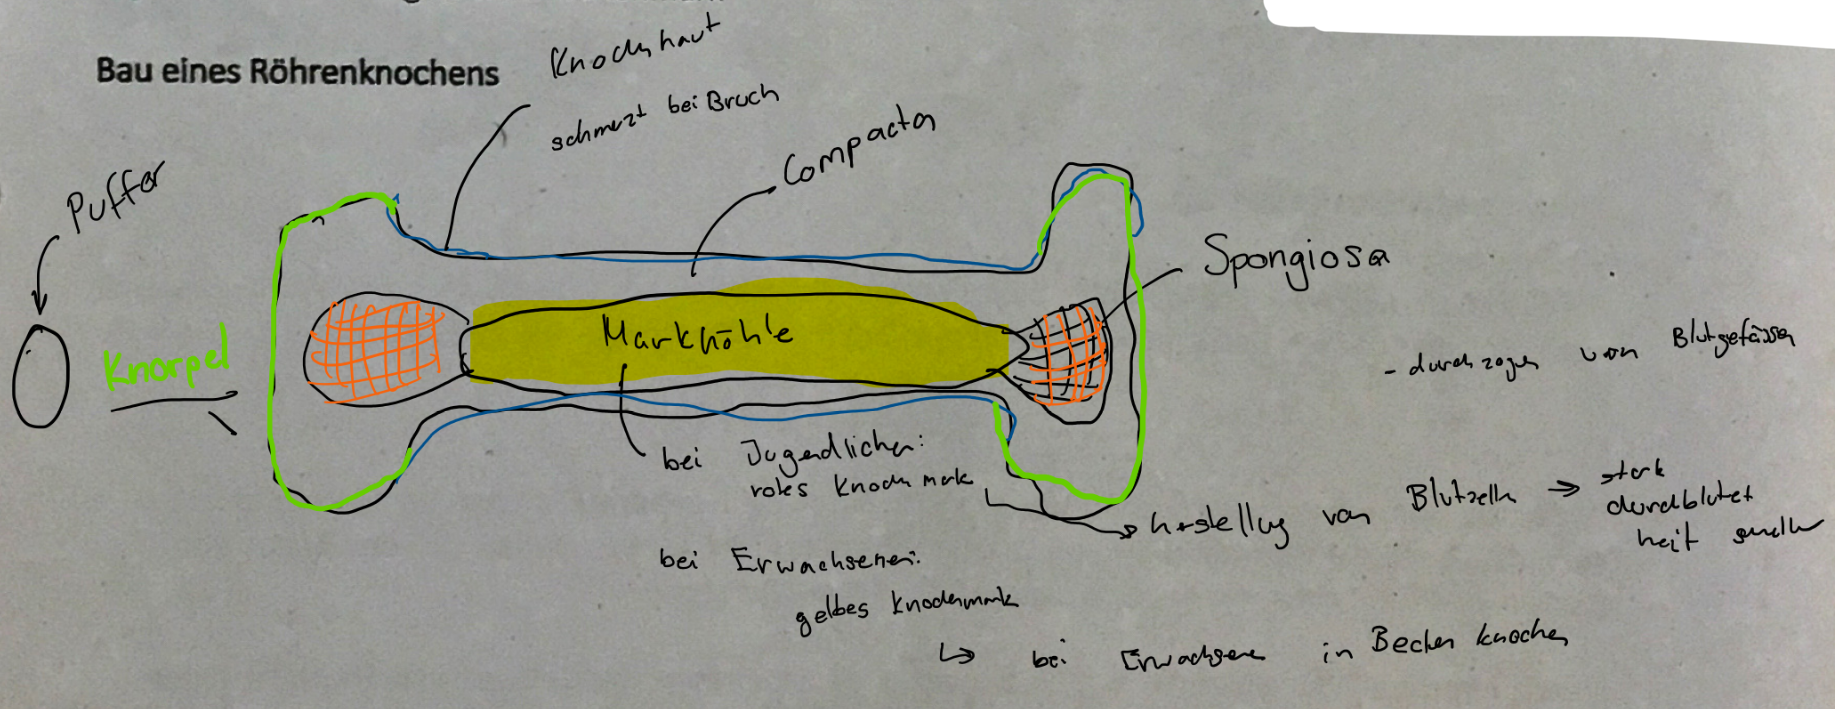 Bau eines Röhrenknochens
Knochenhaut
schmerzt bei Bruch
Compacta
Puffer
Spongiosa
Knorpel
Markhöhle
- durchzogen von Blutgefässen
bei Jugendlichen:
rotes Knochenmark
herstellung von Blutzellen → stark
durchblutet
heilt schnell
bei Erwachsenen:
gelbes Knochenmark
↳ bei Erwachsene in Becken knochen